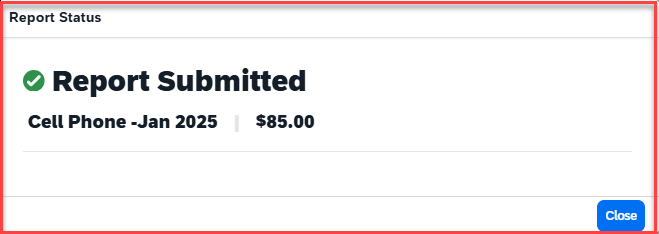 Report Status
Report Submitted
Cell Phone -Jan 2025 | $85.00
Close